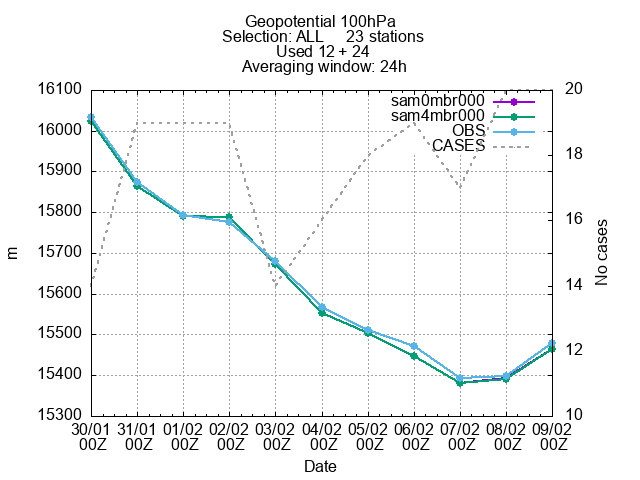 Geopotential 100hPa
Selection: ALL 23 stations
Used 12 + 24
Averaging window: 24h
sam0mbr000
sam4mbr000
OBS
CASES
m
16100
16000
15900
15800
15700
15600
15500
15400
15300
20
18
16
14
12
10
No cases
30/01 31/01 01/02 02/02 03/02 04/02 05/02 06/02 07/02 08/02 09/02
00Z 00Z 00Z 00Z 00Z 00Z 00Z 00Z 00Z 00Z 00Z
Date